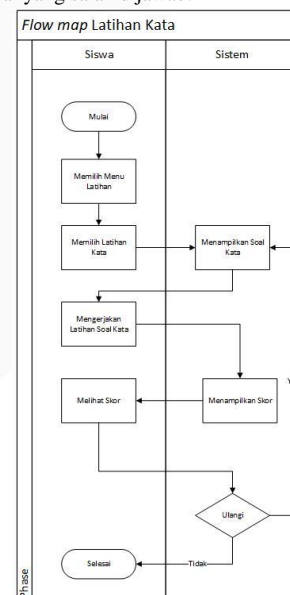 Flow map Latihan Kata
Siswa
Sistem
Mulai
Memilih Menu
Latihan
Memilih Latihan
Kata
Menampilkan Soal
Kata
Mengerjakan
Latihan Soal Kata
Melihat Skor
Menampilkan Skor
Ulangi
Selesai
Tidak
Phase